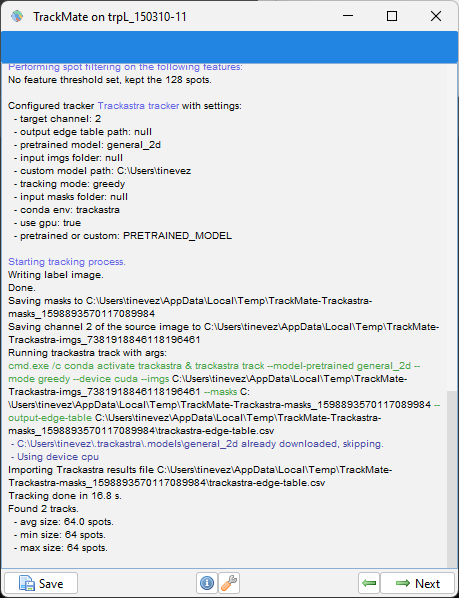 TrackMate on trpL_150310-11
Performing spot filtering on the following features:
No feature threshold set, kept the 128 spots.
Configured tracker Trackastra tracker with settings:
- target channel: 2
- output edge table path: null
- pretrained model: general_2d
- input imgs folder: null
- custom model path: C:\Users\tinevez
- tracking mode: greedy
- input masks folder: null
- conda env: trackastra
- use gpu: true
- pretrained or custom: PRETRAINED_MODEL
Starting tracking process.
Writing label image.
Done.
Saving masks to C:\Users\tinevez\AppData\Local\Temp\TrackMate-Trackastra-
masks_1598893570117089984
Saving channel 2 of the source image to C:\Users\tinevez\AppData\Local\Temp\TrackMate-
Trackastra-imgs_7381918846118196461
Running trackastra track with args:
cmd.exe /c conda activate trackastra & trackastra track --model-pretrained general_2d --
mode greedy --device cuda --imgs C:\Users\tinevez\AppData\Local\Temp\TrackMate-
Trackastra-imgs_7381918846118196461 --masks C:
\Users\tinevez\AppData\Local\Temp\TrackMate-Trackastra-masks_1598893570117089984 --
output-edge-table C:\Users\tinevez\AppData\Local\Temp\TrackMate-Trackastra-
masks_1598893570117089984\trackastra-edge-table.csv
- C:\Users\tinevez\.trackastra\.models\general_2d already downloaded, skipping.
- Using device cpu
Importing Trackastra results file C:\Users\tinevez\AppData\Local\Temp\TrackMate-
Trackastra-masks_1598893570117089984\trackastra-edge-table.csv
Tracking done in 16.8 s.
Found 2 tracks.
- avg size: 64.0 spots.
- min size: 64 spots.
- max size: 64 spots.
Save
Next